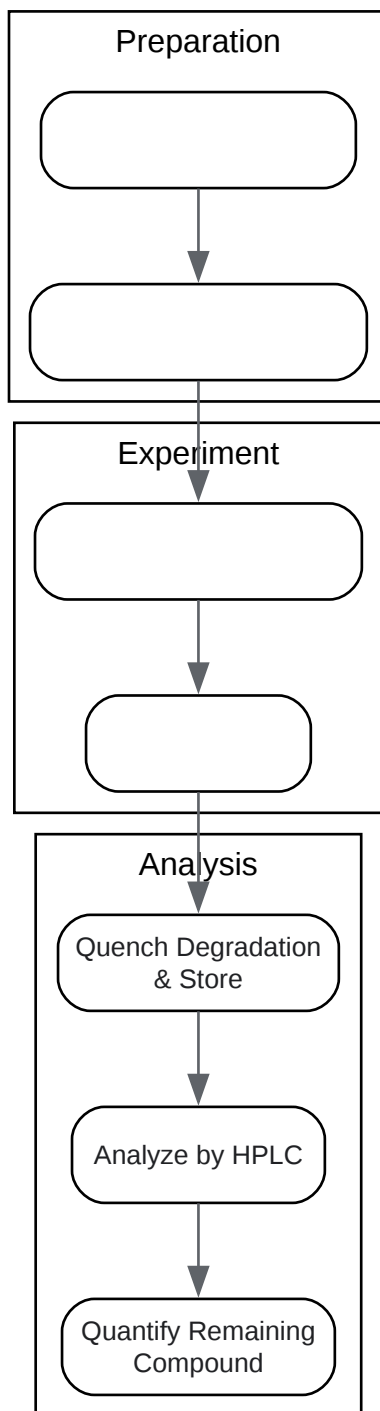 Preparation
Experiment
Analysis
Quench Degradation
& Store
Analyze by HPLC
Quantify Remaining
Compound